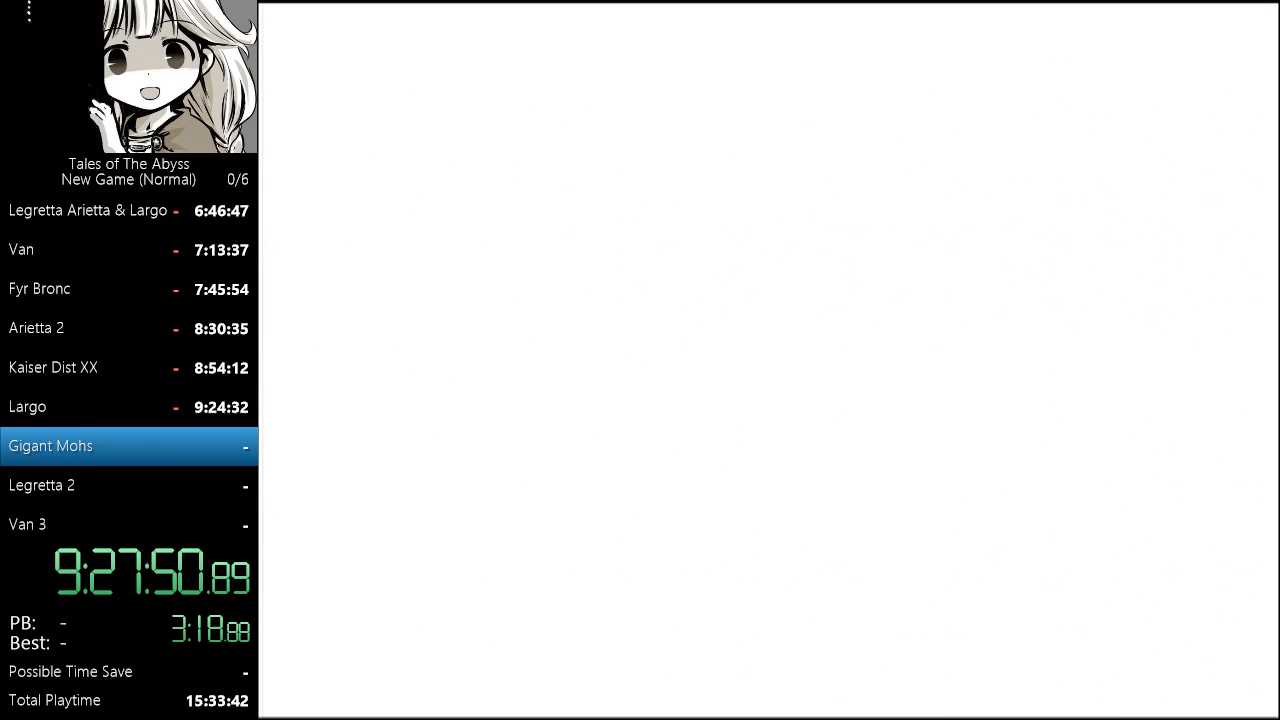 Tales of The Abyss
New Game (Normal) 0/6
Legretta Arietta & Largo - 6:46:47
Van - 7:13:37
Fyr Bronc - 7:45:54
Arietta 2 - 8:30:35
Kaiser Dist XX - 8:54:12
Largo - 9:24:32
Gigant Mohs -
Legretta 2 -
Van 3 -
9:27:50.89
PB: - 3:18.88
Best: -
Possible Time Save -
Total Playtime 15:33:42